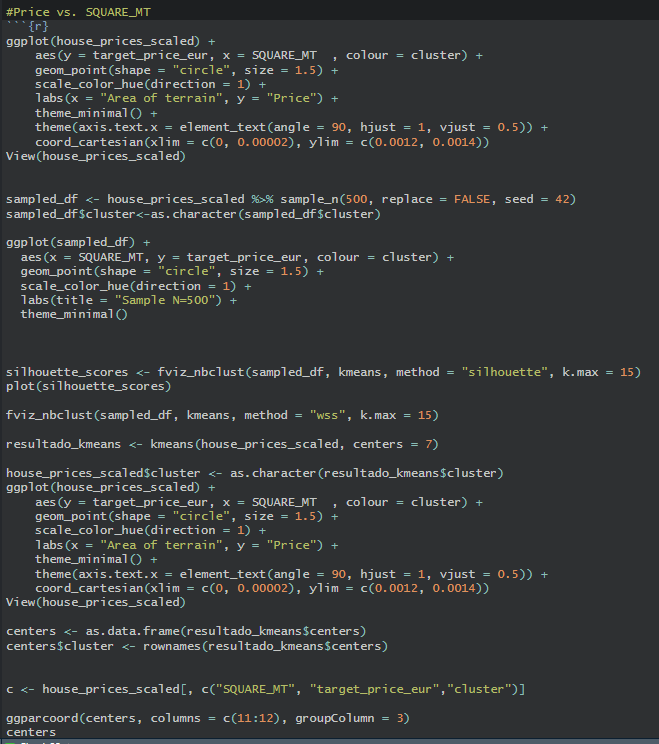 #Price vs. SQUARE_MT
```{r}
ggplot(house_prices_scaled) +
    aes(y = target_price_eur, x = SQUARE_MT  , colour = cluster) +
    geom_point(shape = "circle", size = 1.5) +
    scale_color_hue(direction = 1) +
    labs(x = "Area of terrain", y = "Price") +
    theme_minimal() +
    theme(axis.text.x = element_text(angle = 90, hjust = 1, vjust = 0.5)) +
    coord_cartesian(xlim = c(0, 0.00002), ylim = c(0.0012, 0.0014))
View(house_prices_scaled)


sampled_df <- house_prices_scaled %>% sample_n(500, replace = FALSE, seed = 42)
sampled_df$cluster<-as.character(sampled_df$cluster)

ggplot(sampled_df) +
  aes(x = SQUARE_MT, y = target_price_eur, colour = cluster) +
  geom_point(shape = "circle", size = 1.5) +
  scale_color_hue(direction = 1) +
  labs(title = "Sample N=500") +
  theme_minimal()



silhouette_scores <- fviz_nbclust(sampled_df, kmeans, method = "silhouette", k.max = 15)
plot(silhouette_scores)

fviz_nbclust(sampled_df, kmeans, method = "wss", k.max = 15)

resultado_kmeans <- kmeans(house_prices_scaled, centers = 7)

house_prices_scaled$cluster <- as.character(resultado_kmeans$cluster)
ggplot(house_prices_scaled) +
    aes(y = target_price_eur, x = SQUARE_MT  , colour = cluster) +
    geom_point(shape = "circle", size = 1.5) +
    scale_color_hue(direction = 1) +
    labs(x = "Area of terrain", y = "Price") +
    theme_minimal() +
    theme(axis.text.x = element_text(angle = 90, hjust = 1, vjust = 0.5)) +
    coord_cartesian(xlim = c(0, 0.00002), ylim = c(0.0012, 0.0014))
View(house_prices_scaled)

centers <- as.data.frame(resultado_kmeans$centers)
centers$cluster <- rownames(resultado_kmeans$centers)


c <- house_prices_scaled[, c("SQUARE_MT", "target_price_eur","cluster")]

ggparcoord(centers, columns = c(11:12), groupColumn = 3)
centers